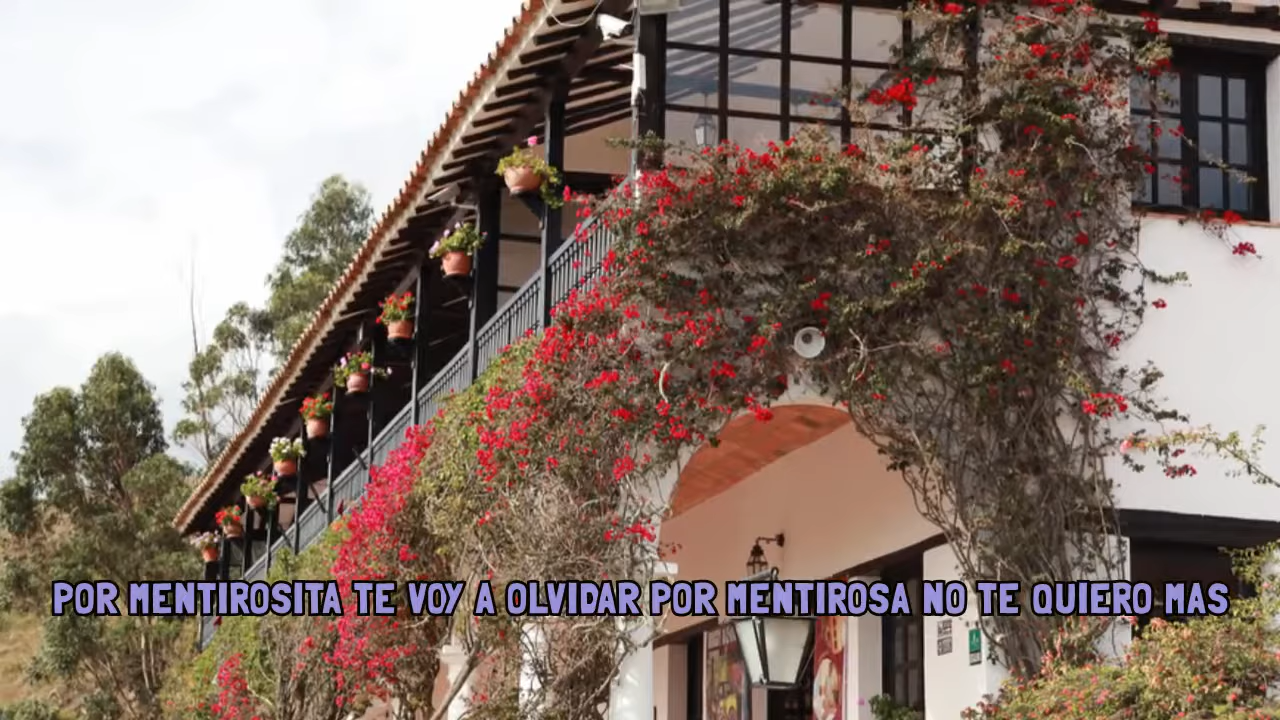 POR MENTIROSITA TE VOY A OLVIDAR POR MENTIROSA NO TE QUIERO MAS